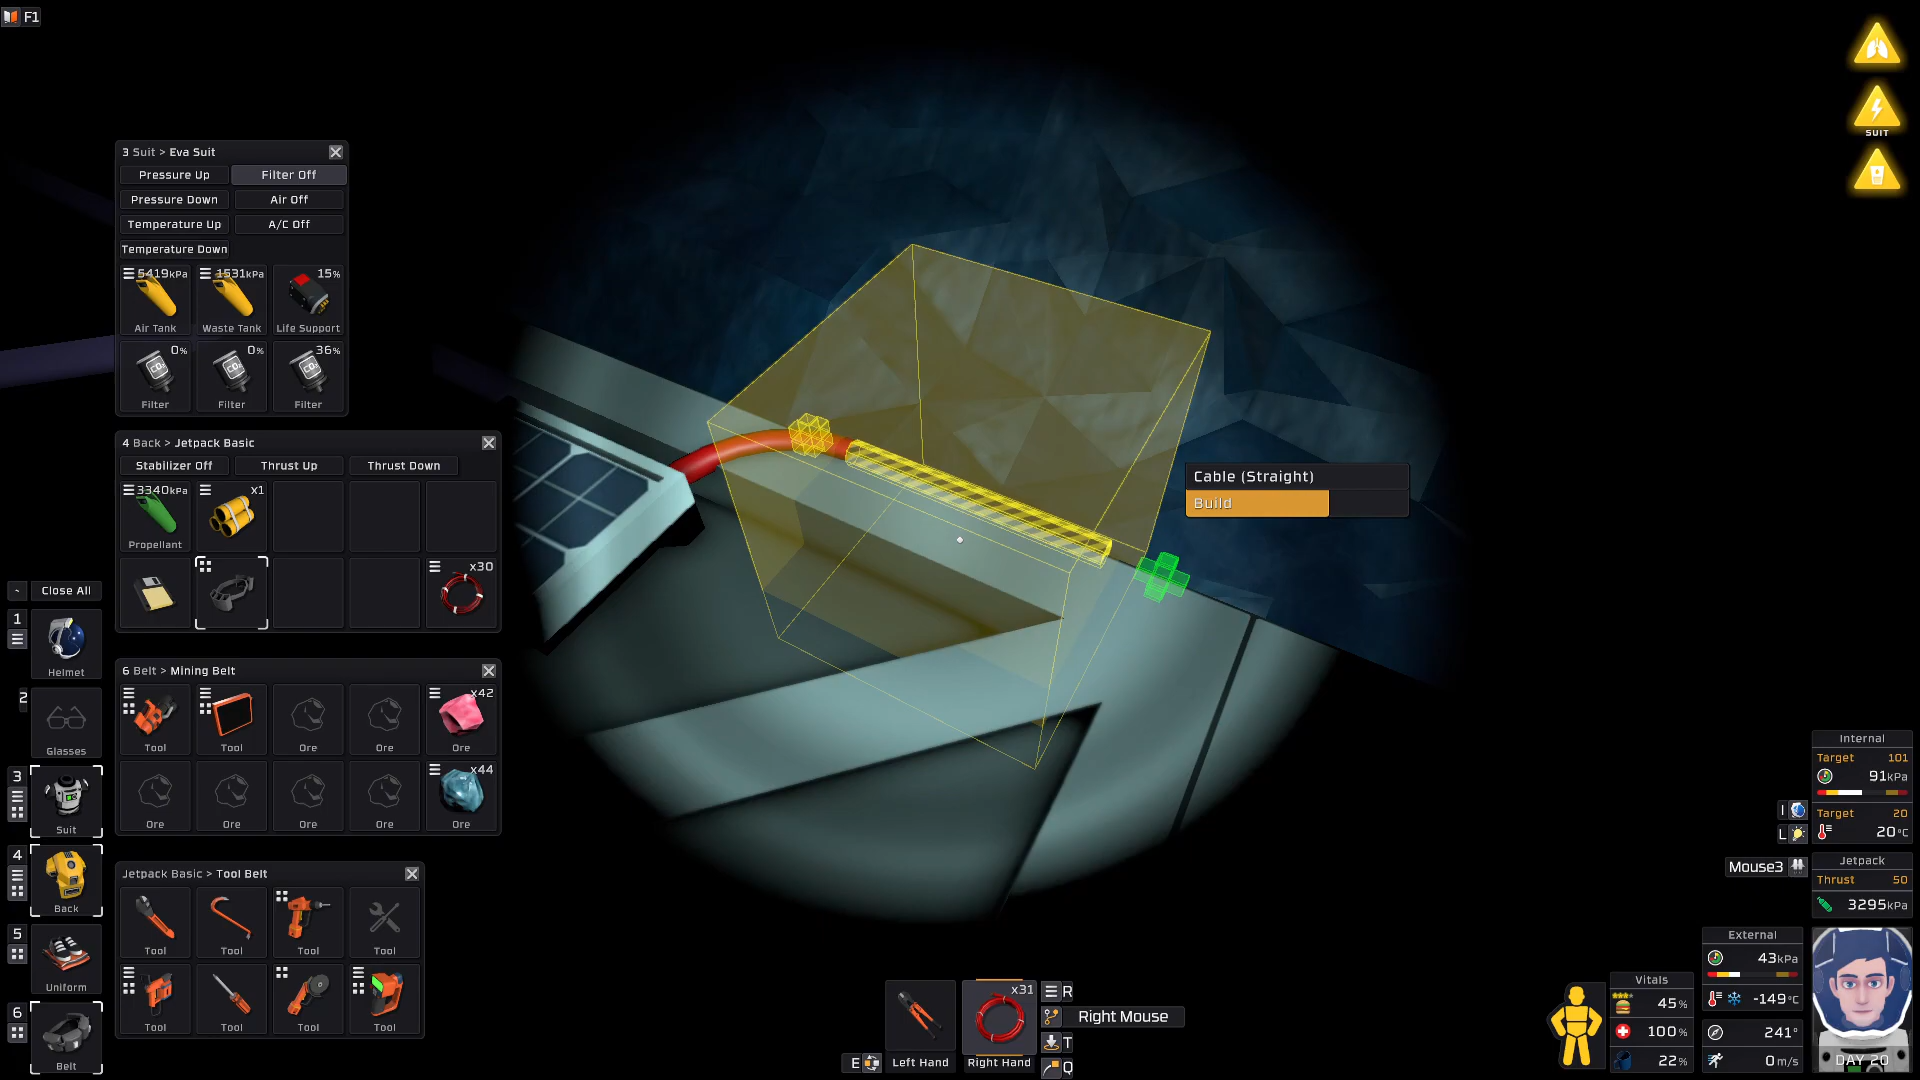 F1
SUIT
3 Suit > Eva Suit
Pressure Up
Filter Off
Pressure Down
Air Off
Temperature Up
A/C Off
Temperature Down
5419kPa
1531kPa
15%
Air Tank
Waste Tank
Life Support
0%
0%
36%
CO₂
CO₂
CO₂
Filter
Filter
Filter
4 Back > Jetpack Basic
Stabilizer Off
Thrust Up
Thrust Down
3340kPa
x1
Propellant
x30
Cable (Straight)
Build
~
Close All
1
Helmet
2
Glasses
3
Suit
4
Back
5
Uniform
6
Belt
6 Belt > Mining Belt
x42
Tool
Tool
Ore
Ore
Ore
x44
Ore
Ore
Ore
Ore
Ore
Jetpack Basic > Tool Belt
Tool
Tool
Tool
Tool
Tool
Tool
Tool
Tool
x31
R
Right Mouse
T
E
Left Hand
Right Hand
Q
Internal
Target 101
91kPa
I
Target 20
L
20°C
Mouse3
Jetpack
Thrust 50
3295kPa
External
43kPa
-149°C
241°
0m/s
Vitals
45%
100%
22%
DAY 20